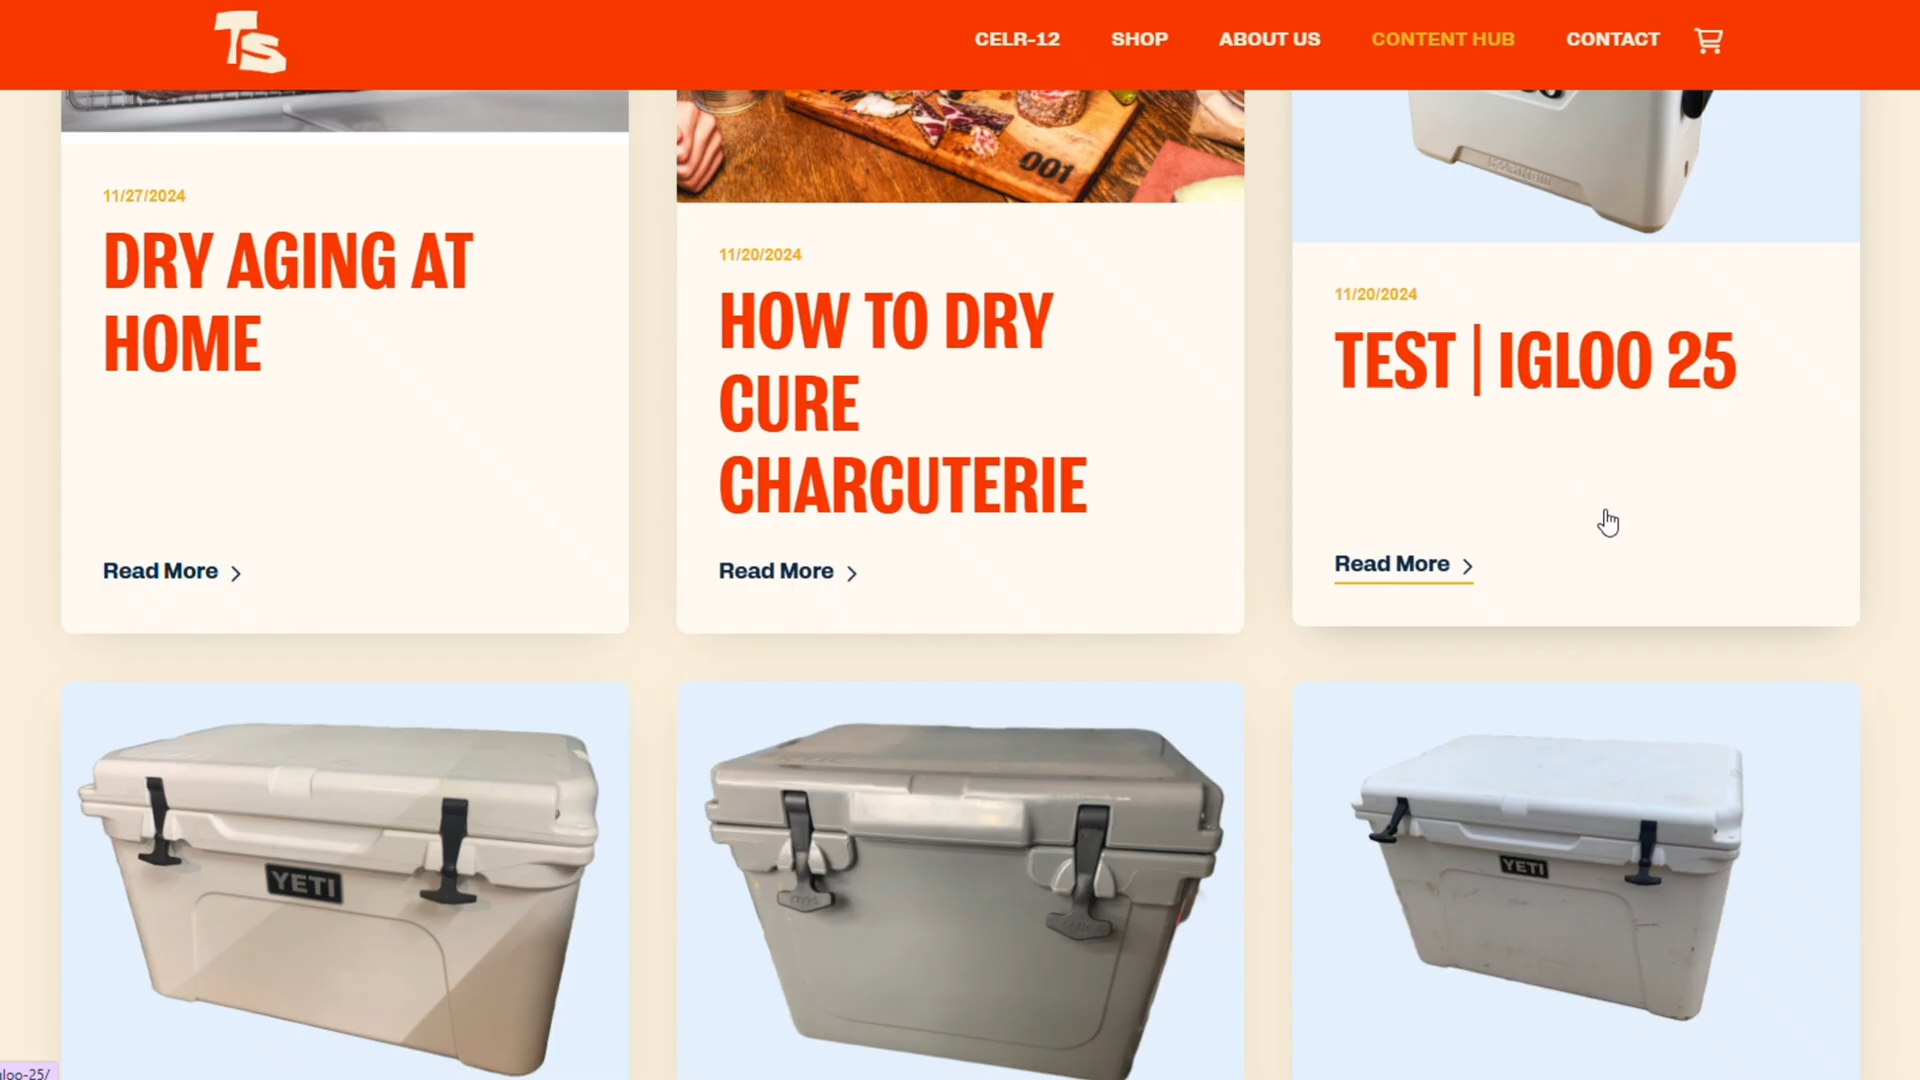 TS
CELR-12
SHOP
ABOUT US
CONTENT HUB
CONTACT
001
11/27/2024
DRY AGING AT
HOME
Read More
11/20/2024
HOW TO DRY
CURE
CHARCUTERIE
Read More
11/20/2024
TEST | IGLOO 25
Read More
YETI
YETI
gloo-25/